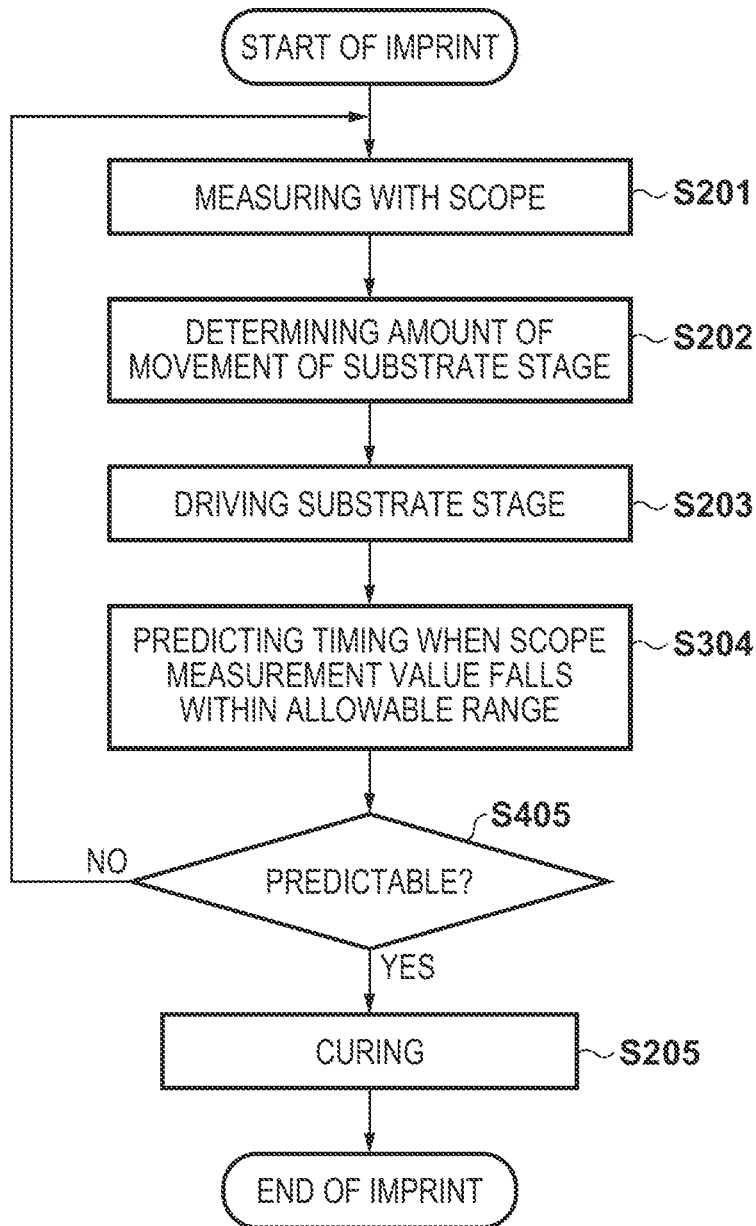 START OF IMPRINT
MEASURING WITH SCOPE
S201
DETERMINING AMOUNT OF
MOVEMENT OF SUBSTRATE STAGE
S202
DRIVING SUBSTRATE STAGE
S203
PREDICTING TIMING WHEN SCOPE
MEASUREMENT VALUE FALLS
WITHIN ALLOWABLE RANGE
S304
S405
NO
PREDICTABLE?
YES
CURING
S205
END OF IMPRINT